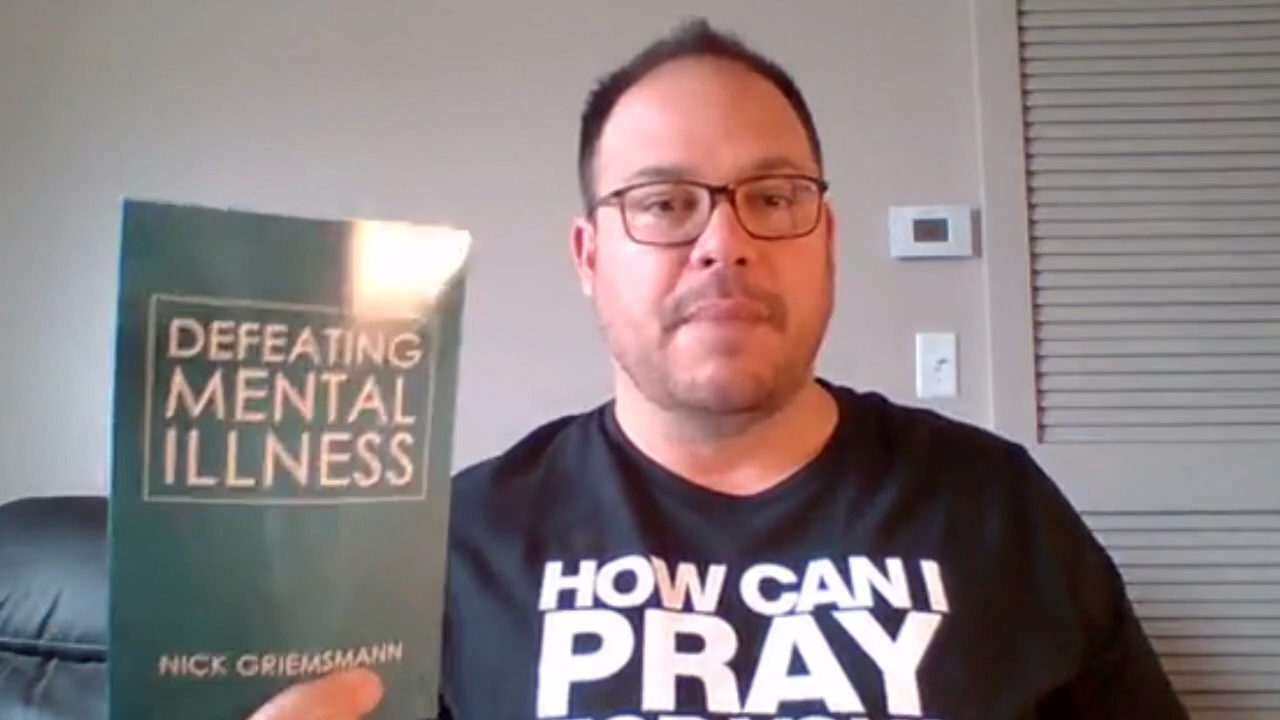 DEFEATING
MENTAL
ILLNESS
NICK GRIEMSMANN
HOW CAN I
PRAY